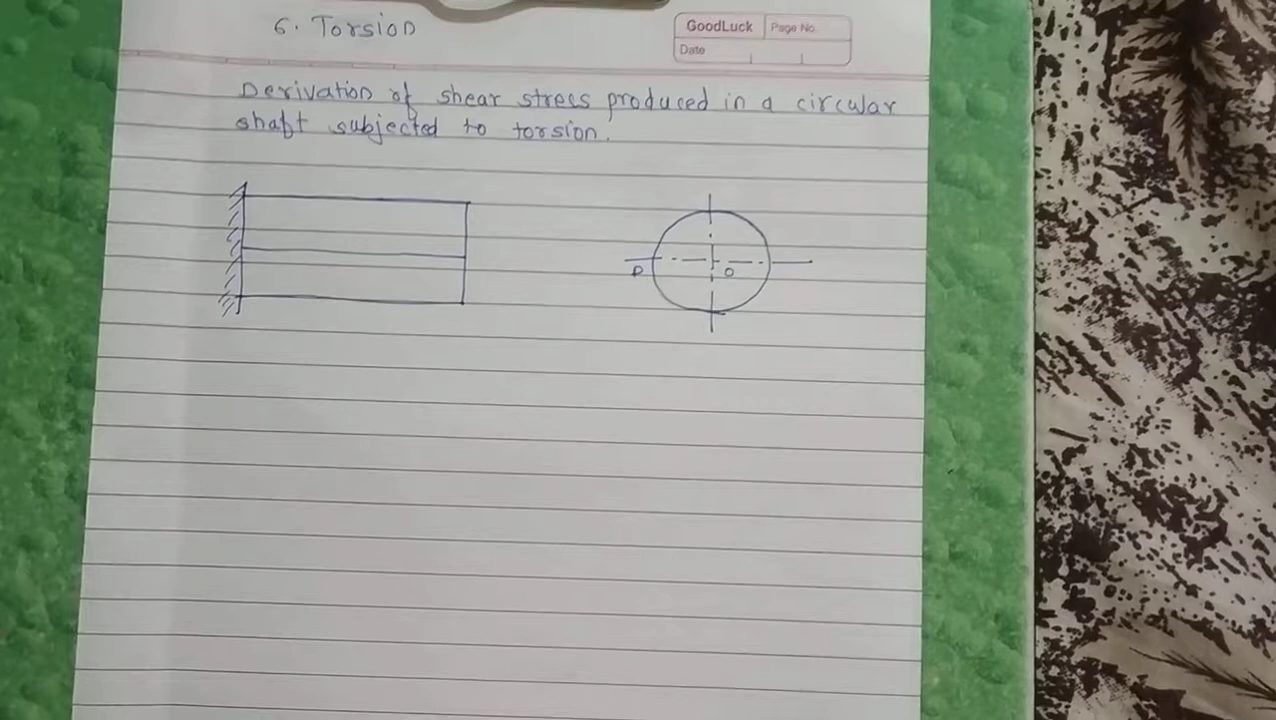 6. Torsion
GoodLuck Page No
Date
Derivation of shear stress produced in a circular
shaft subjected to torsion.
D O